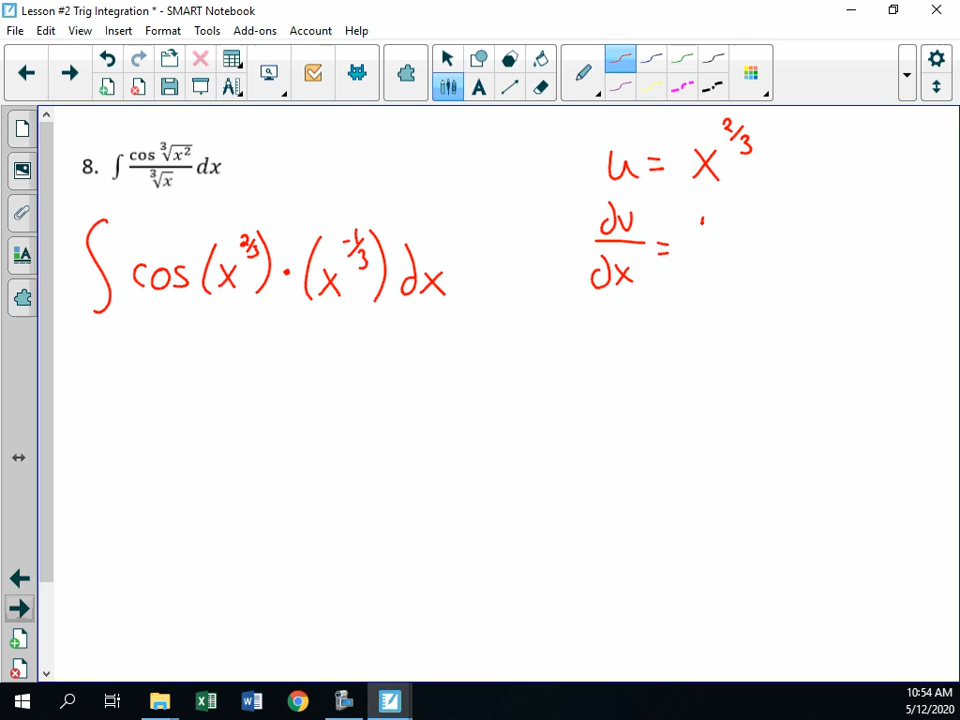 Lesson #2 Trig Integration * - SMART Notebook
File Edit View Insert Format Tools Add-ons Account Help
8. ∫ cos ∛x² / ∛x dx
u = x^(2/3)
du/dx =
∫ cos(x^(2/3)) · (x^(-1/3)) dx
10:54 AM
5/12/2020